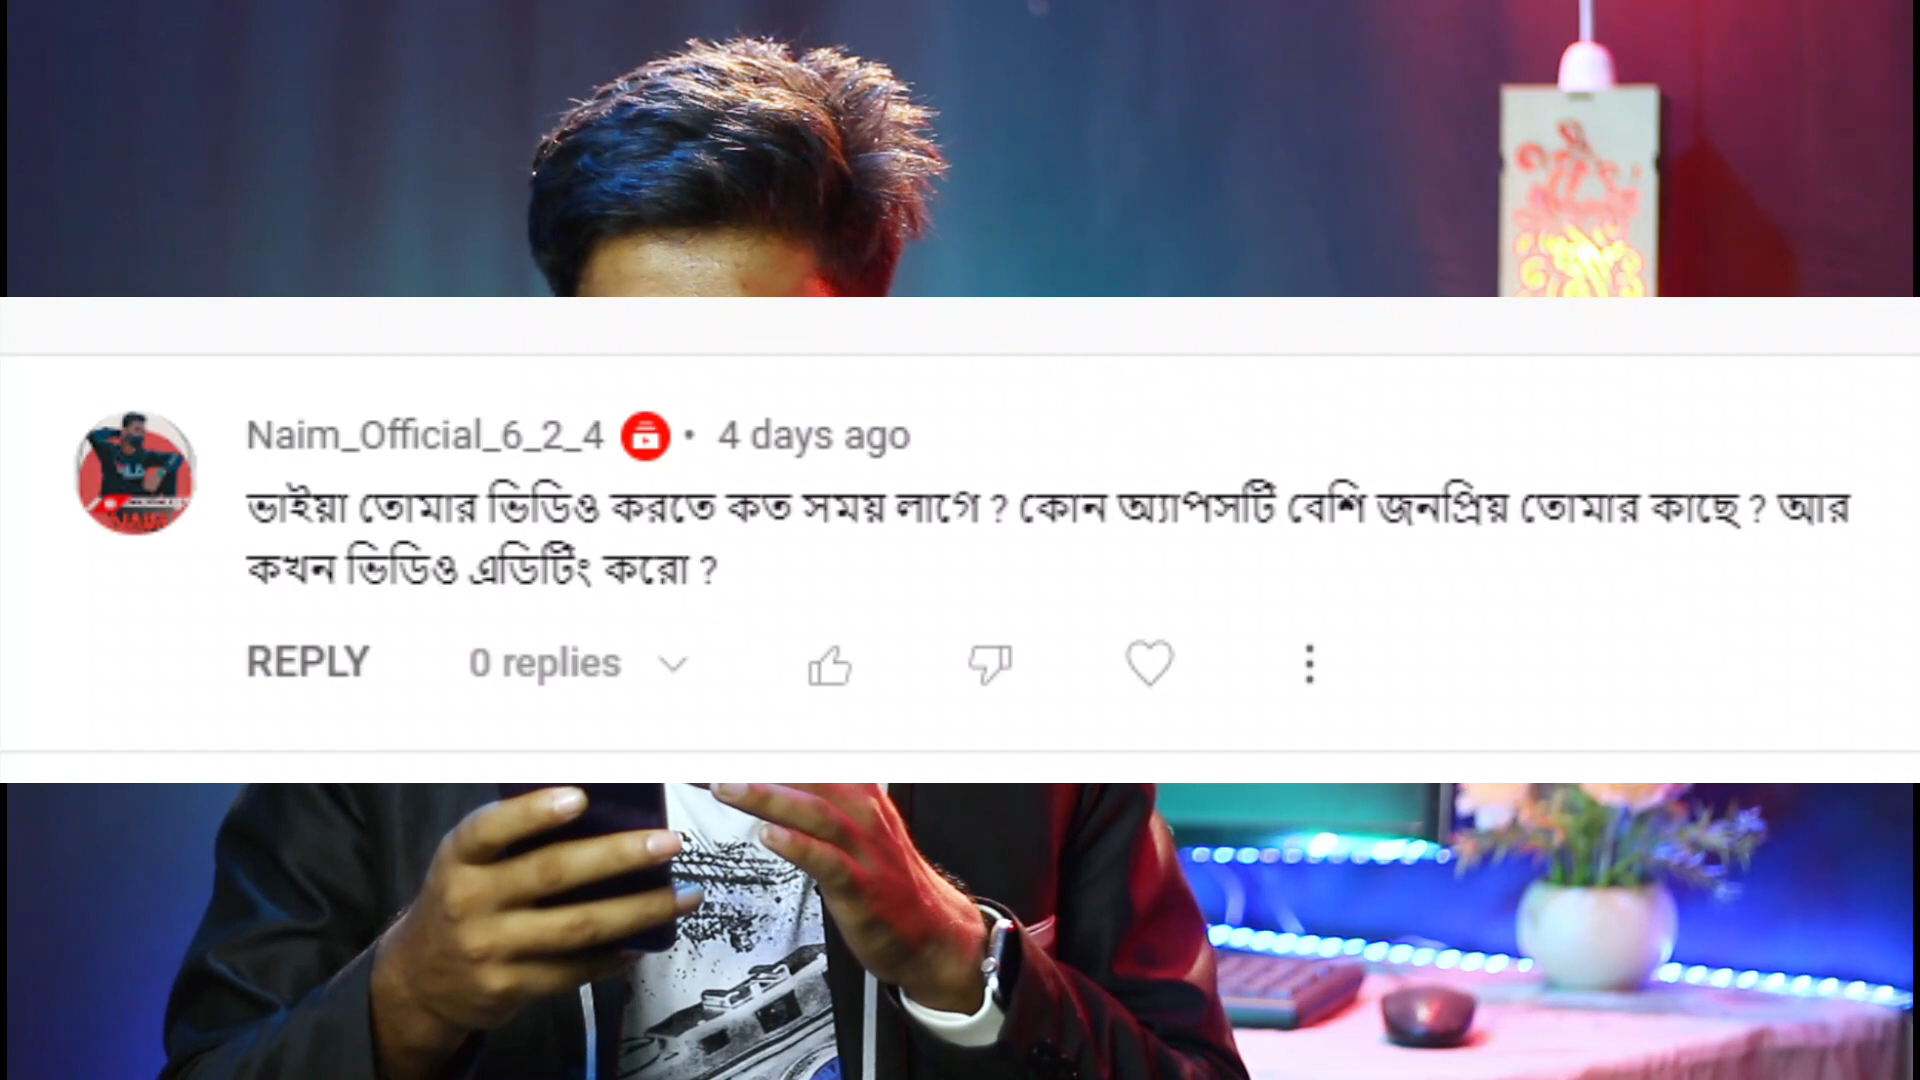 Naim_Official_6_2_4 • 4 days ago
ভাইয়া তোমার ভিডিও করতে কত সময় লাগে ? কোন অ্যাপসটি বেশি জনপ্রিয় তোমার কাছে ? আর
কখন ভিডিও এডিটিং করো ?
REPLY 0 replies